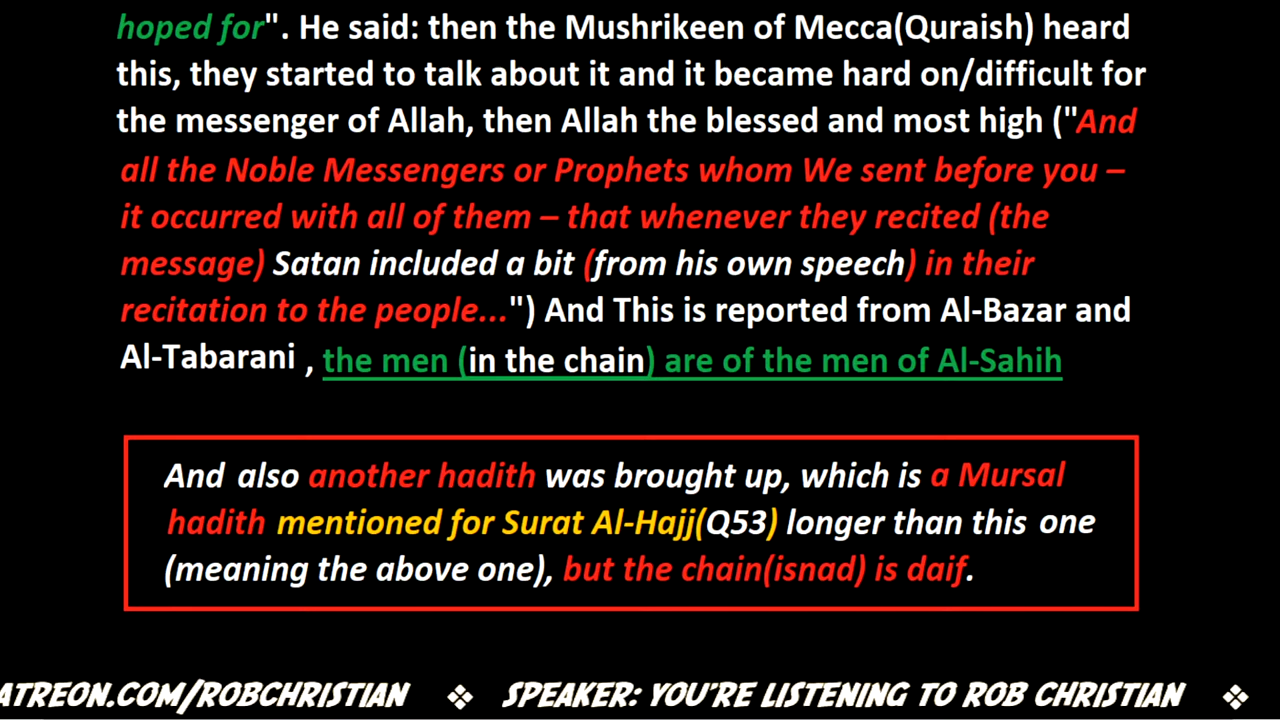 hoped for". He said: then the Mushrikeen of Mecca(Quraish) heard
this, they started to talk about it and it became hard on/difficult for
the messenger of Allah, then Allah the blessed and most high ("And
all the Noble Messengers or Prophets whom We sent before you –
it occurred with all of them – that whenever they recited (the
message) Satan included a bit (from his own speech) in their
recitation to the people...") And This is reported from Al-Bazar and
Al-Tabarani , the men (in the chain) are of the men of Al-Sahih
And also another hadith was brought up, which is a Mursal
hadith mentioned for Surat Al-Hajj(Q53) longer than this one
(meaning the above one), but the chain(isnad) is daif.
ATREON.COM/ROBCHRISTIAN ❖ SPEAKER: YOU'RE LISTENING TO ROB CHRISTIAN ❖